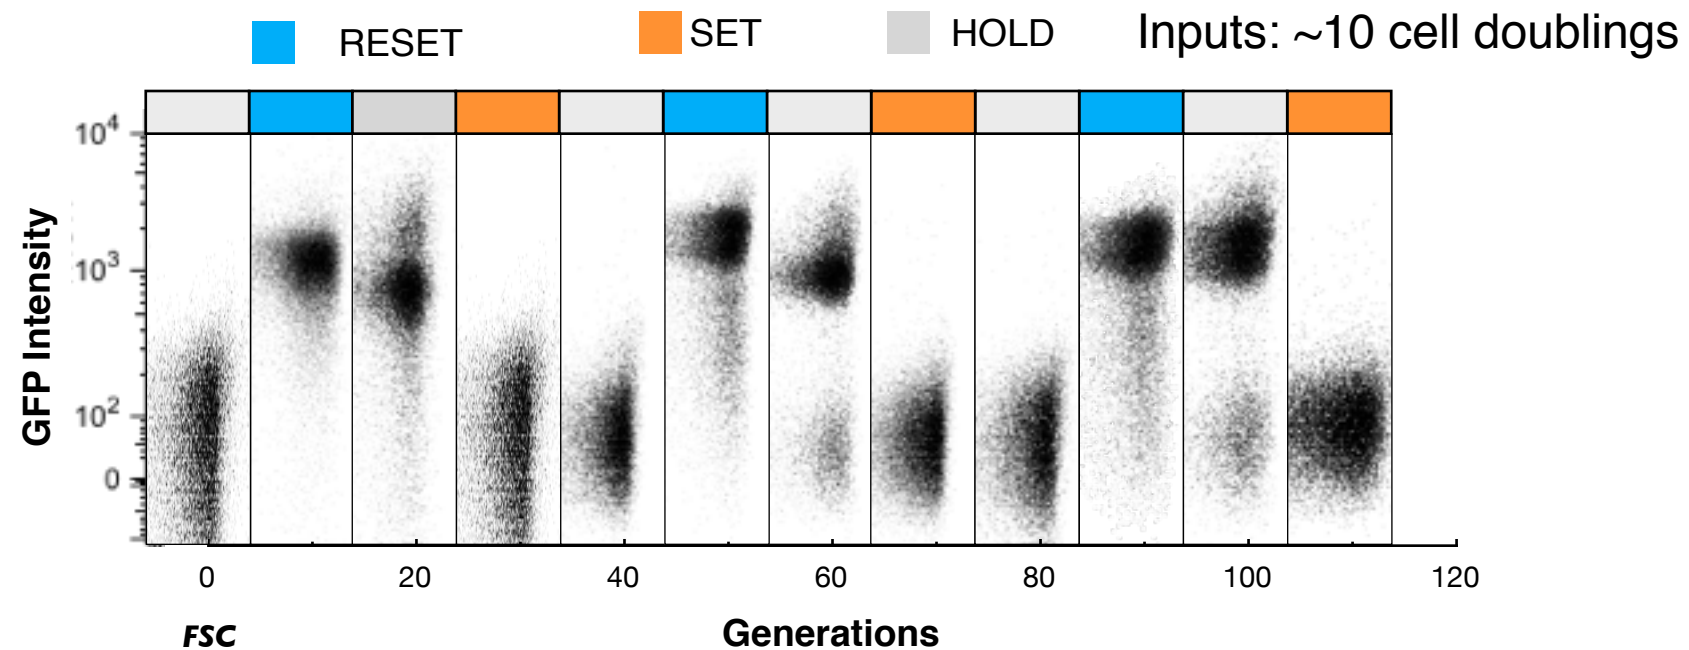 RESET SET HOLD Inputs: ~10 cell doublings
10⁴
10³
10²
0
GFP Intensity
0 20 40 60 80 100 120
FSC Generations